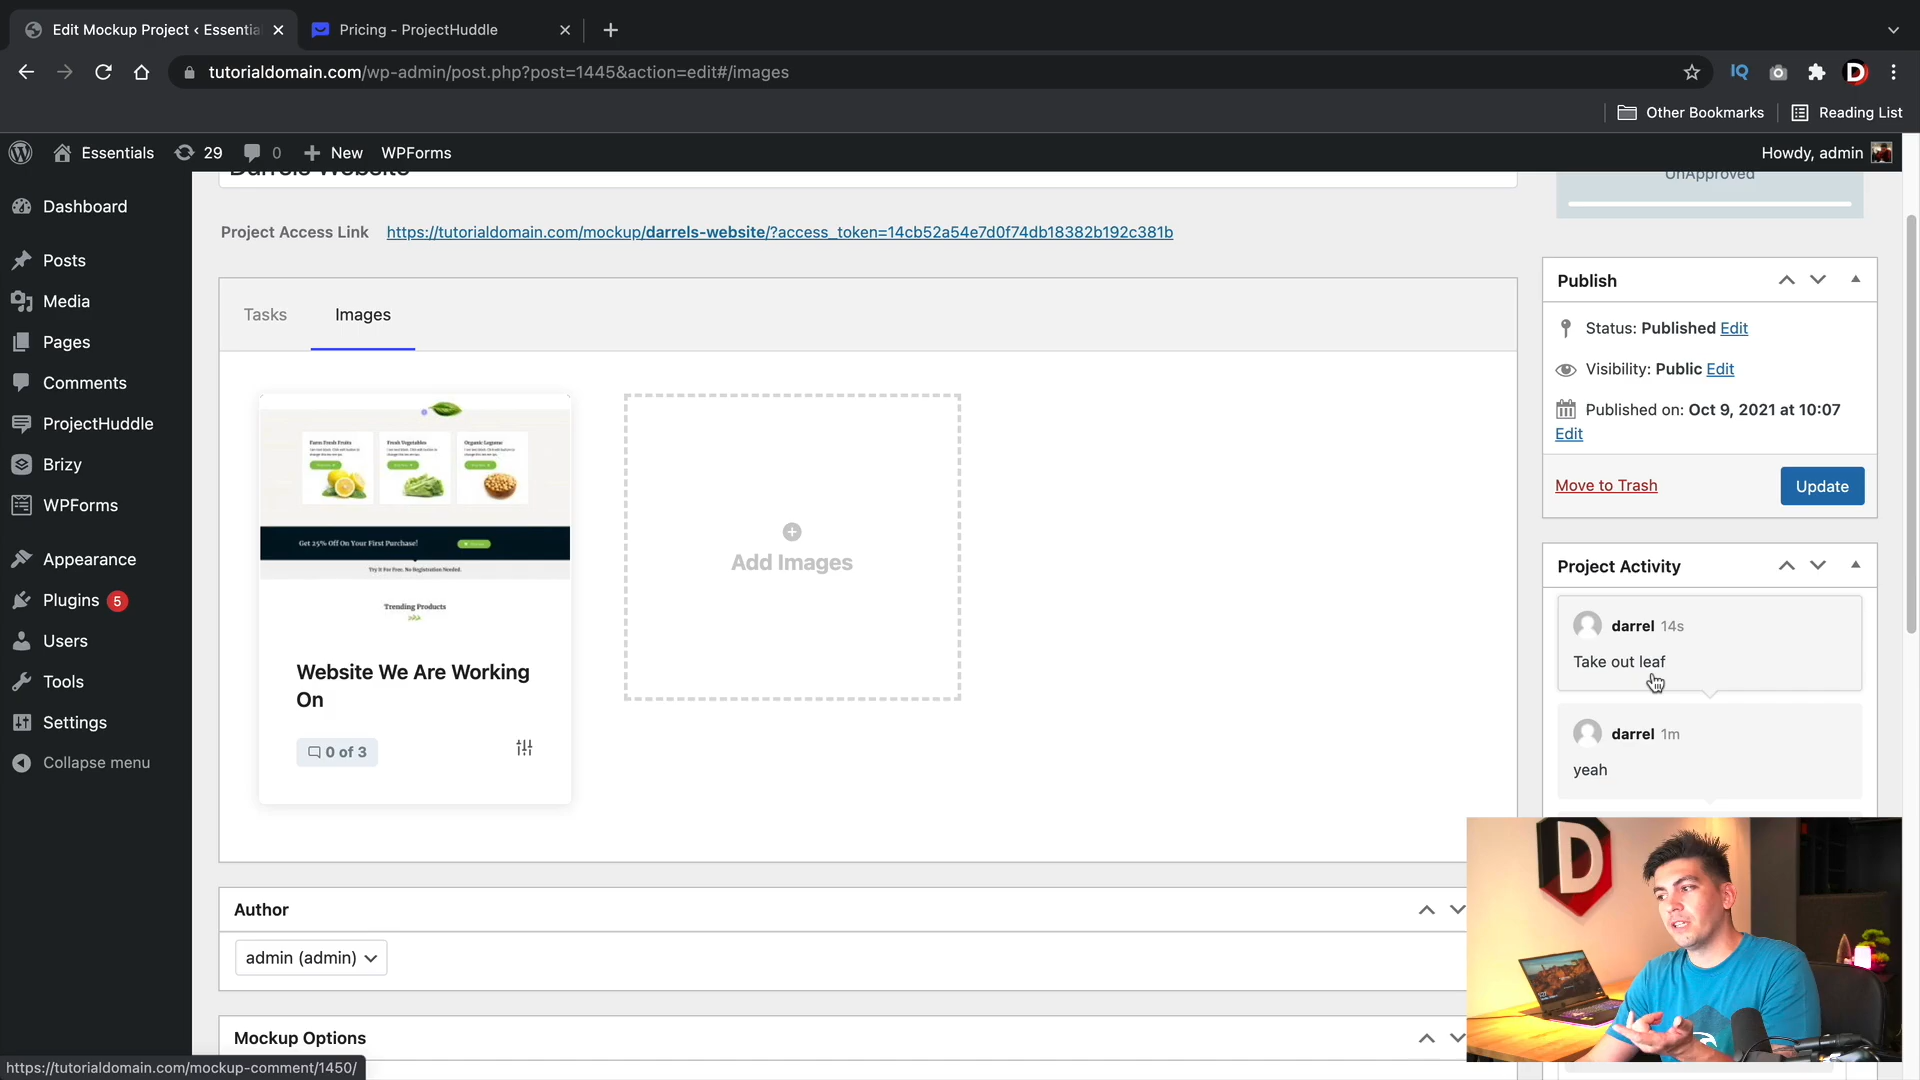 Edit Mockup Project ‹ Essentia
Pricing - ProjectHuddle
tutorialdomain.com/wp-admin/post.php?post=1445&action=edit#/images
IQ
D
Other Bookmarks
Reading List
Essentials
29
0
New
WPForms
Howdy, admin
Dashboard
Posts
Media
Pages
Comments
ProjectHuddle
Brizy
WPForms
Appearance
Plugins 5
Users
Tools
Settings
Collapse menu
Darrels Website
Project Access Link
https://tutorialdomain.com/mockup/darrels-website/?access_token=14cb52a54e7d0f74db18382b192c381b
Tasks
Images
Farm Fresh Fruits
Fresh Vegetables
Organic Legume
Get 25% Off On Your First Purchase!
Try It For Free. No Registration Needed.
Trending Products
Website We Are Working
On
0 of 3
Add Images
Author
admin (admin)
Mockup Options
UnApproved
Publish
Status: Published Edit
Visibility: Public Edit
Published on: Oct 9, 2021 at 10:07
Edit
Move to Trash
Update
Project Activity
darrel 14s
Take out leaf
darrel 1m
yeah
D
https://tutorialdomain.com/mockup-comment/1450/